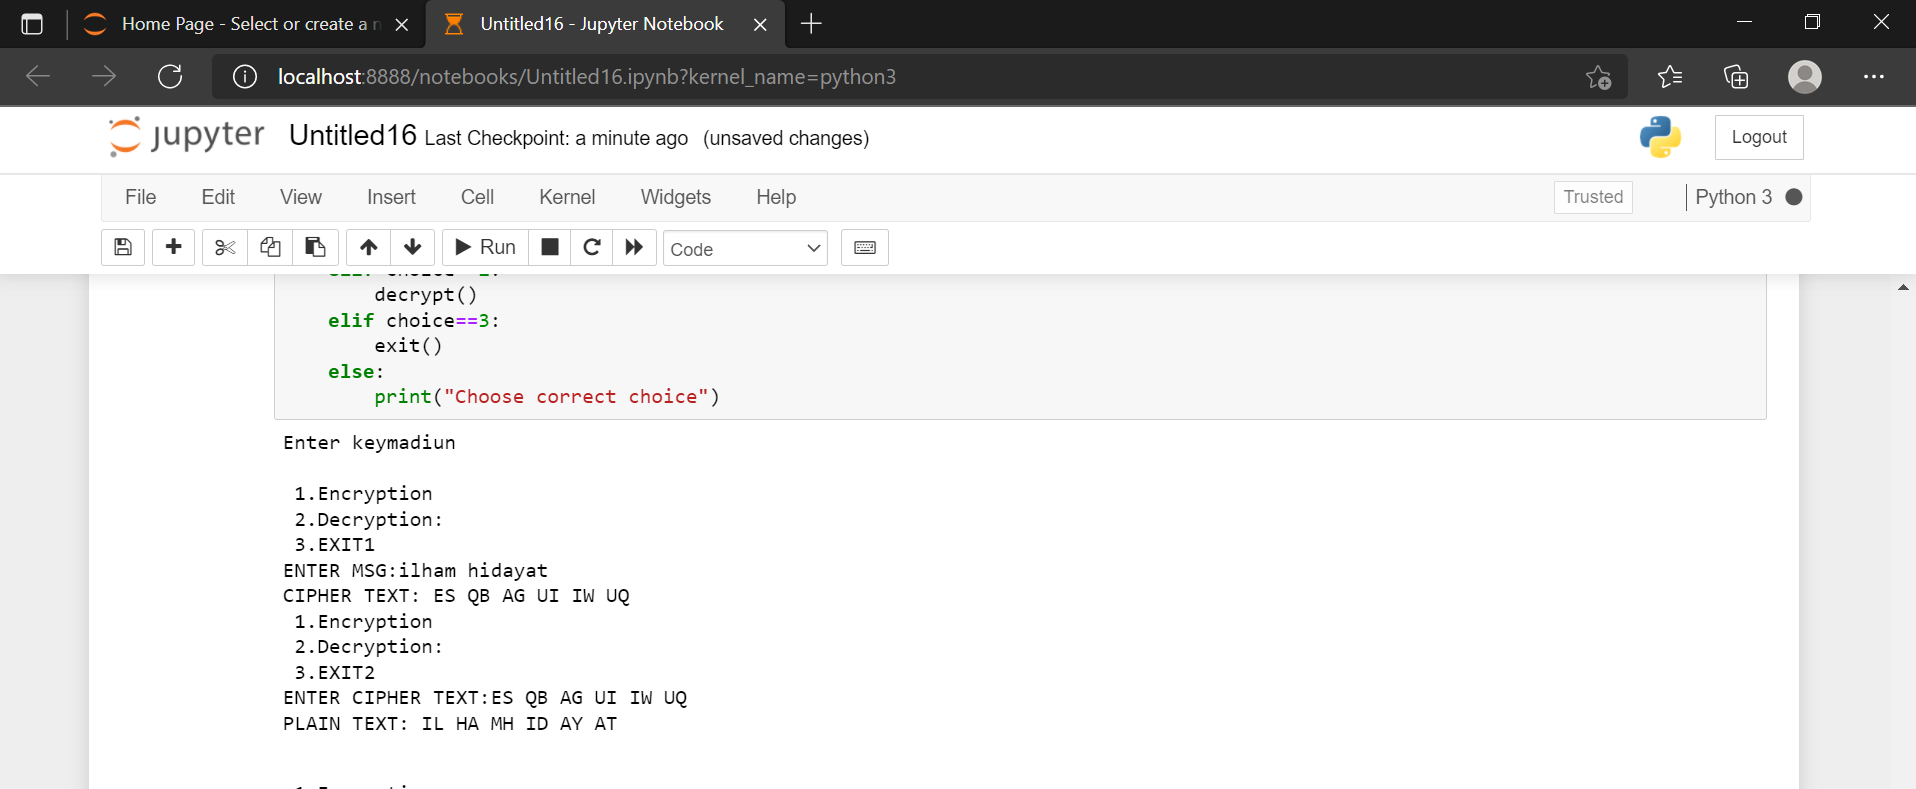 Home Page - Select or create a n
Untitled16 - Jupyter Notebook
localhost:8888/notebooks/Untitled16.ipynb?kernel_name=python3
jupyter Untitled16 Last Checkpoint: a minute ago (unsaved changes)
Logout
File Edit View Insert Cell Kernel Widgets Help
Trusted
Python 3
Run
Code
decrypt()
elif choice==3:
exit()
else:
print("Choose correct choice")
Enter keymadiun
1.Encryption
2.Decryption:
3.EXIT1
ENTER MSG:ilham hidayat
CIPHER TEXT: ES QB AG UI IW UQ
1.Encryption
2.Decryption:
3.EXIT2
ENTER CIPHER TEXT:ES QB AG UI IW UQ
PLAIN TEXT: IL HA MH ID AY AT